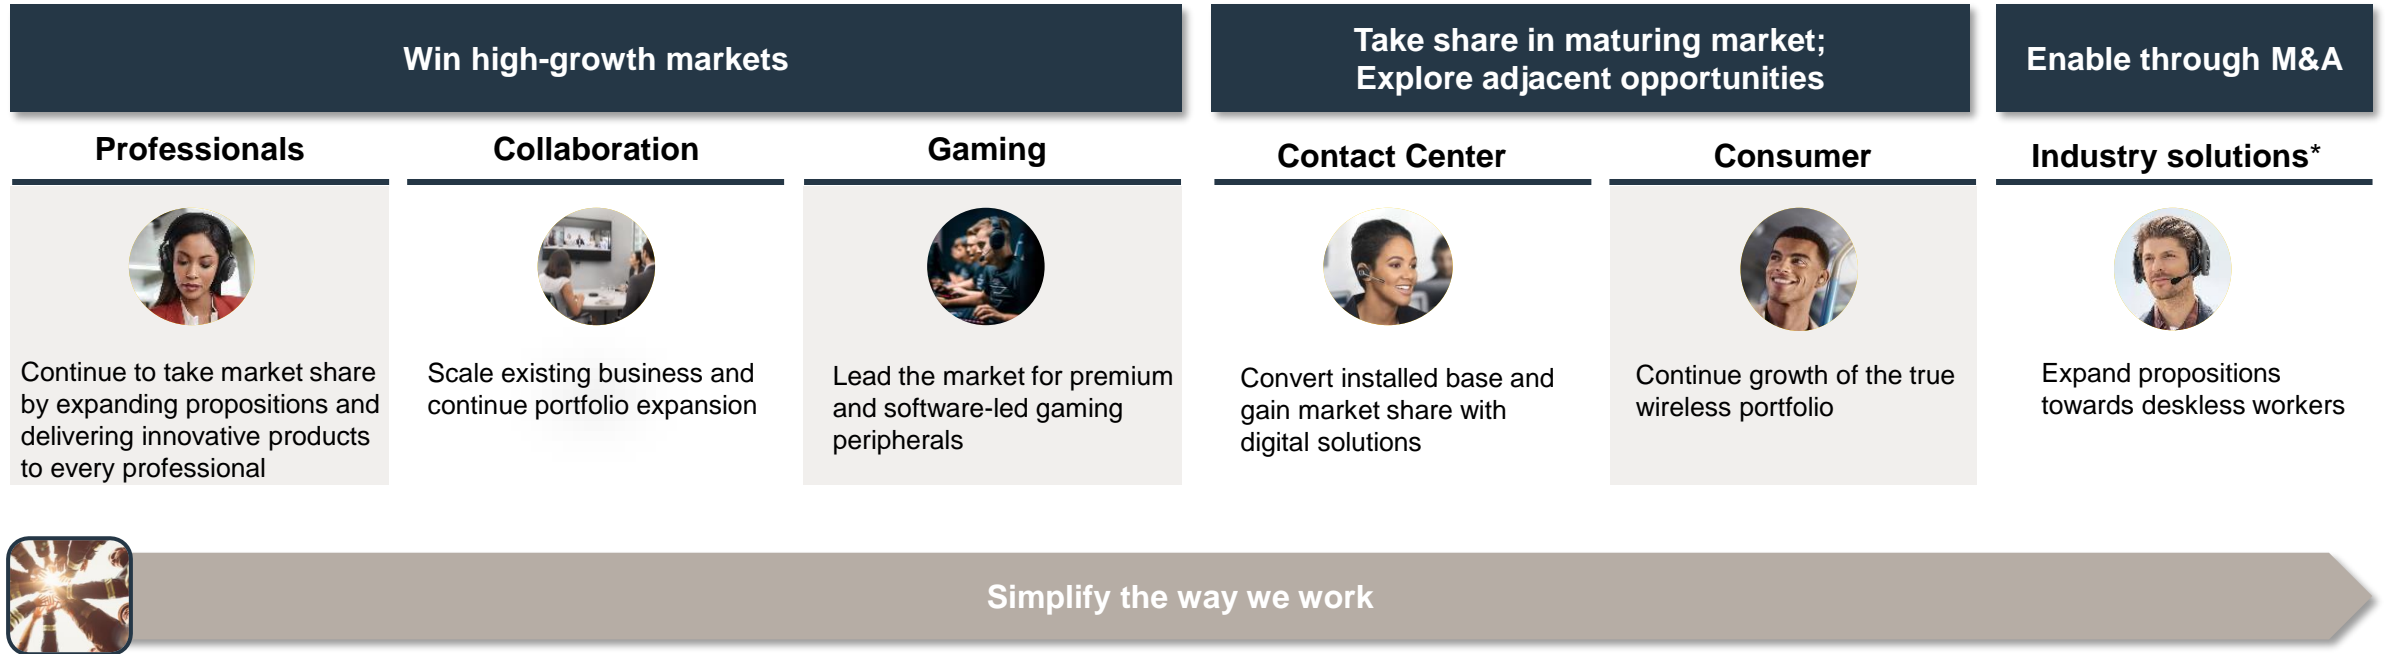 Win high-growth markets
Take share in maturing market;
Explore adjacent opportunities
Enable through M&A
Professionals
Collaboration
Gaming
Contact Center
Consumer
Industry solutions*
Continue to take market share
by expanding propositions and
delivering innovative products
to every professional
Scale existing business and
continue portfolio expansion
Lead the market for premium
and software-led gaming
peripherals
Convert installed base and
gain market share with
digital solutions
Continue growth of the true
wireless portfolio
Expand propositions
towards deskless workers
Simplify the way we work